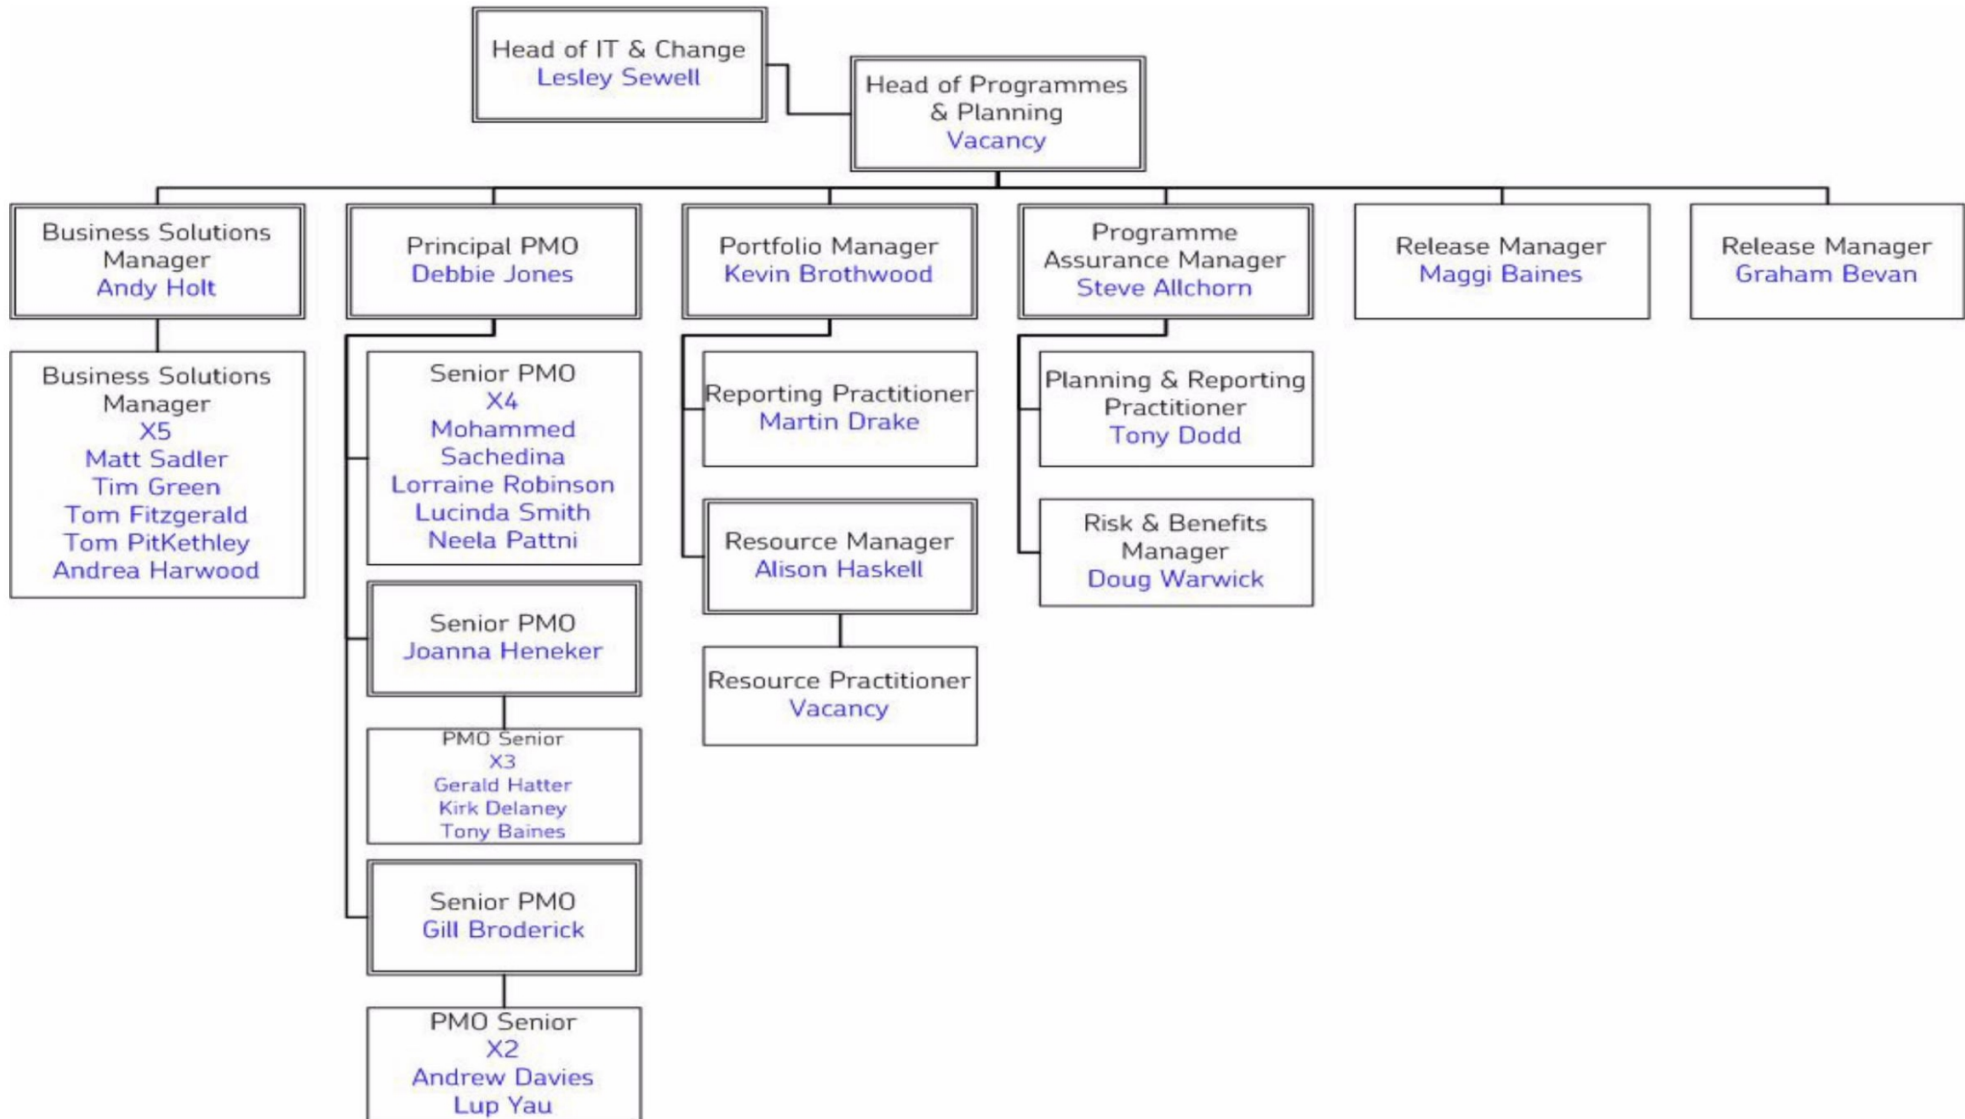 Head of IT & Change
Lesley Sewell
Head of Programmes
& Planning
Vacancy
Business Solutions
Manager
Andy Holt
Principal PMO
Debbie Jones
Portfolio Manager
Kevin Brothwood
Programme
Assurance Manager
Steve Allchorn
Release Manager
Maggi Baines
Release Manager
Graham Bevan
Business Solutions
Manager
X5
Matt Sadler
Tim Green
Tom Fitzgerald
Tom PitKethley
Andrea Harwood
Senior PMO
X4
Mohammed
Sachedina
Lorraine Robinson
Lucinda Smith
Neela Pattni
Senior PMO
Joanna Heneker
PMO Senior
X3
Gerald Hatter
Kirk Delaney
Tony Baines
Senior PMO
Gill Broderick
PMO Senior
X2
Andrew Davies
Lup Yau
Reporting Practitioner
Martin Drake
Resource Manager
Alison Haskell
Resource Practitioner
Vacancy
Planning & Reporting
Practitioner
Tony Dodd
Risk & Benefits
Manager
Doug Warwick